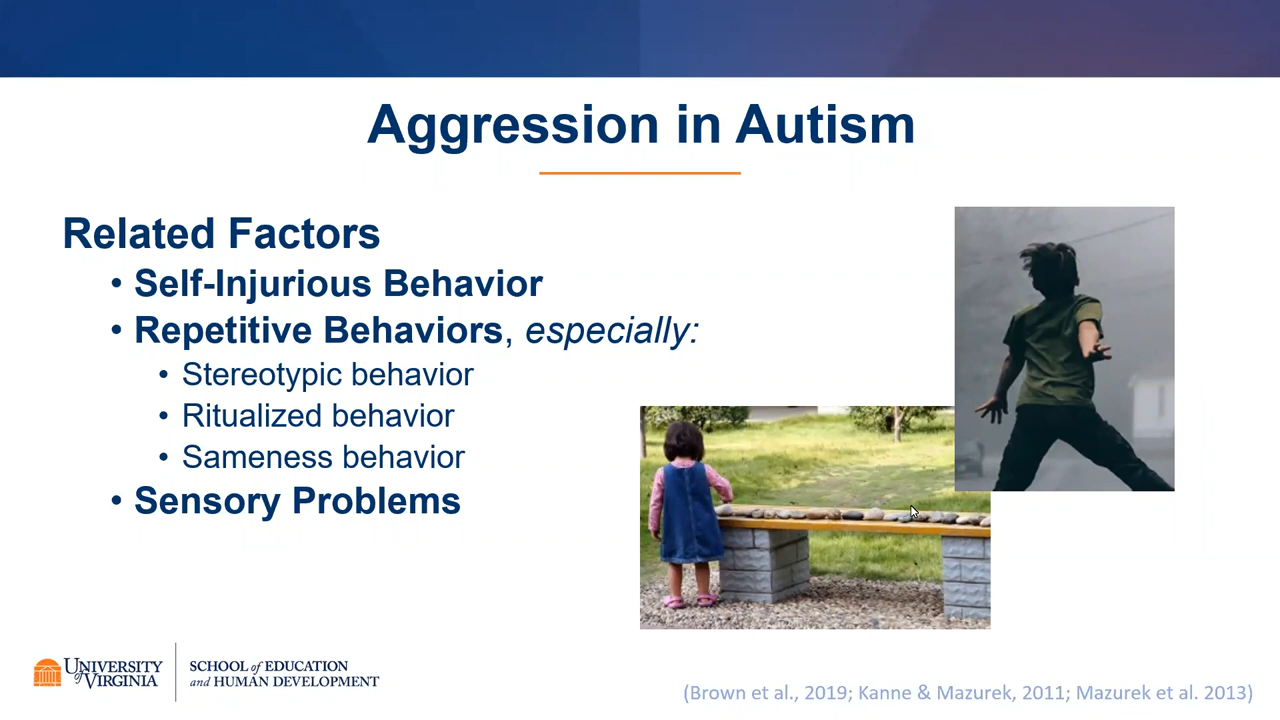 Aggression in Autism
Related Factors
• Self-Injurious Behavior
• Repetitive Behaviors, especially:
• Stereotypic behavior
• Ritualized behavior
• Sameness behavior
• Sensory Problems
UNIVERSITY
of VIRGINIA
SCHOOL of EDUCATION
and HUMAN DEVELOPMENT
(Brown et al., 2019; Kanne & Mazurek, 2011; Mazurek et al. 2013)